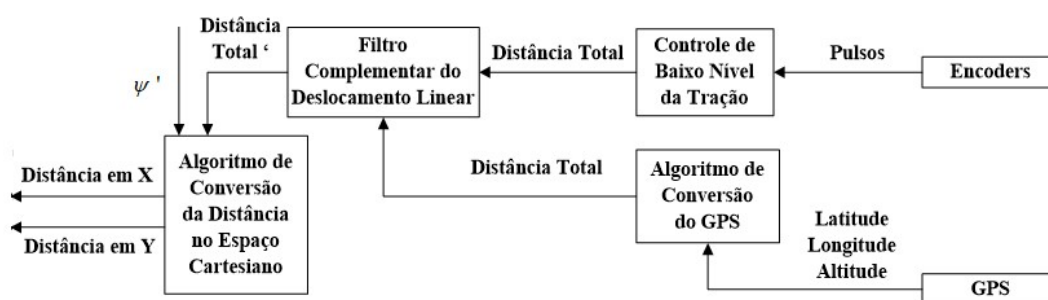 Distância
Total ‘
Filtro
Complementar do
Deslocamento Linear
Distância Total
Controle de
Baixo Nível
da Tração
Pulsos
Encoders
ψ '
Distância em X
Distância em Y
Algoritmo de
Conversão
da Distância
no Espaço
Cartesiano
Distância Total
Algoritmo de
Conversão
do GPS
Latitude
Longitude
Altitude
GPS